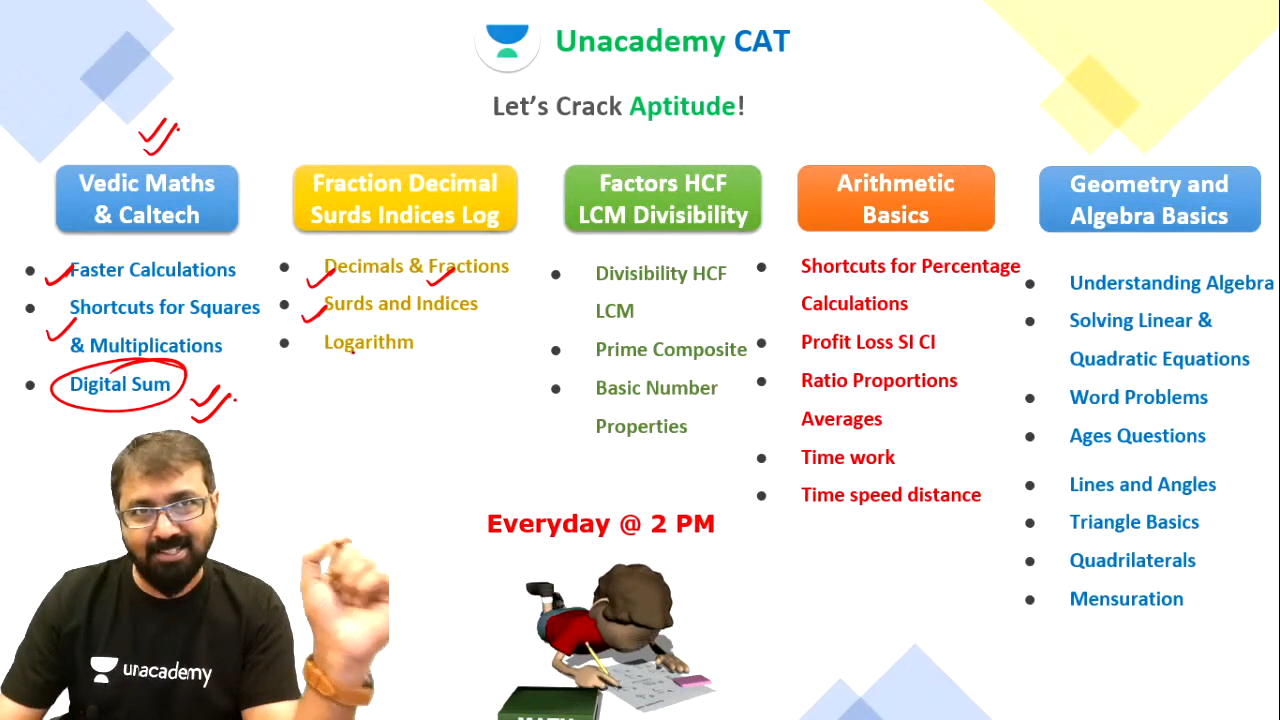 Unacademy CAT
Let's Crack Aptitude!
Vedic Maths
& Caltech
Faster Calculations
Shortcuts for Squares
& Multiplications
Digital Sum
Fraction Decimal
Surds Indices Log
Decimals & Fractions
Surds and Indices
Logarithm
Factors HCF
LCM Divisibility
Divisibility HCF
LCM
Prime Composite
Basic Number
Properties
Arithmetic
Basics
Shortcuts for Percentage
Calculations
Profit Loss SI CI
Ratio Proportions
Averages
Time work
Time speed distance
Geometry and
Algebra Basics
Understanding Algebra
Solving Linear &
Quadratic Equations
Word Problems
Ages Questions
Lines and Angles
Triangle Basics
Quadrilaterals
Mensuration
Everyday @ 2 PM
unacademy
MATH